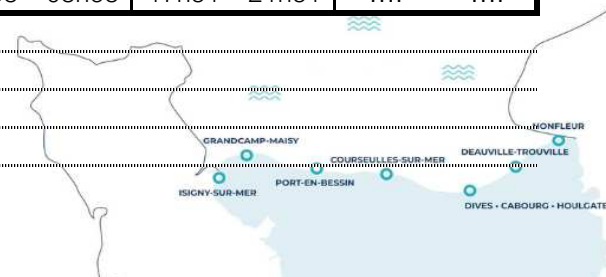 HONFLEUR
GRANDCAMP-MAISY
DEAUVILLE-TROUVILLE
COURSEULLES-SUR-MER
PORT-EN-BESSIN
ISIGNY-SUR-MER
DIVES • CABOURG • HOULGATE